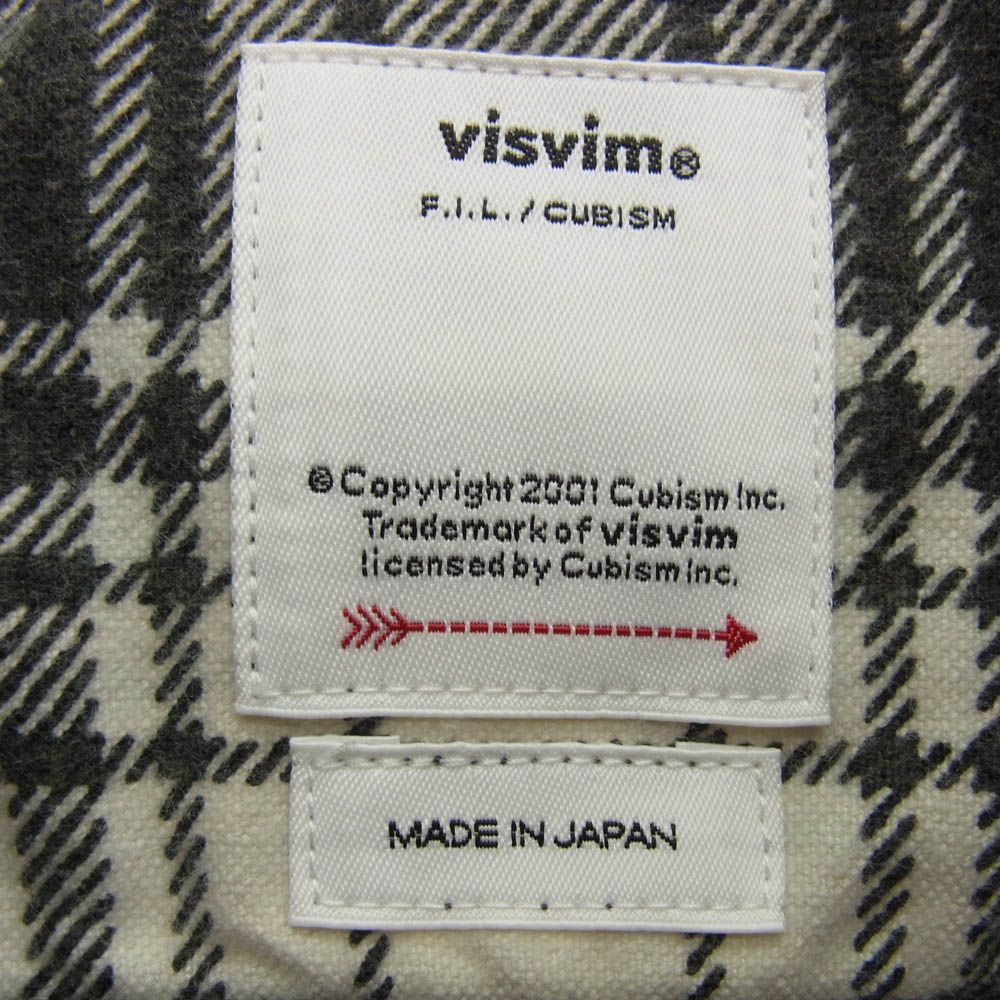 visvim®
F.I.L. / CUBISM
®Copyright 2001 Cubism Inc.
Trademark of visvim
licensed by Cubism Inc.
MADE IN JAPAN